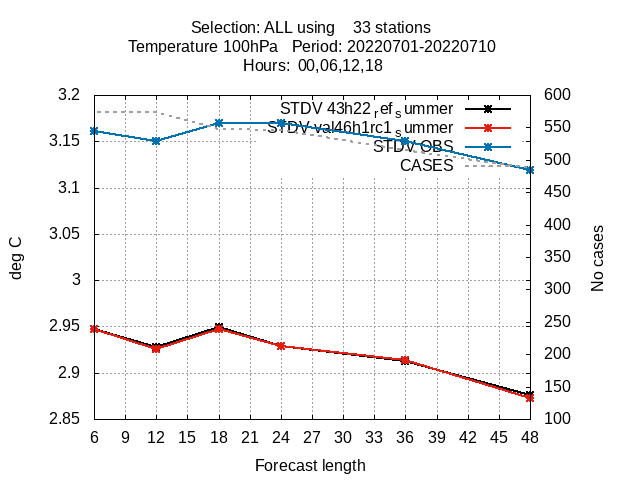 Selection: ALL using 33 stations
Temperature 100hPa Period: 20220701-20220710
Hours: 00,06,12,18
3.2
3.15
3.1
3.05
3
2.95
2.9
2.85
deg C
STDV 43h22_ref_summer
STDV val46h1rc1_summer
STDV OBS
CASES
600
550
500
450
400
350
300
250
200
150
100
No cases
6 9 12 15 18 21 24 27 30 33 36 39 42 45 48
Forecast length